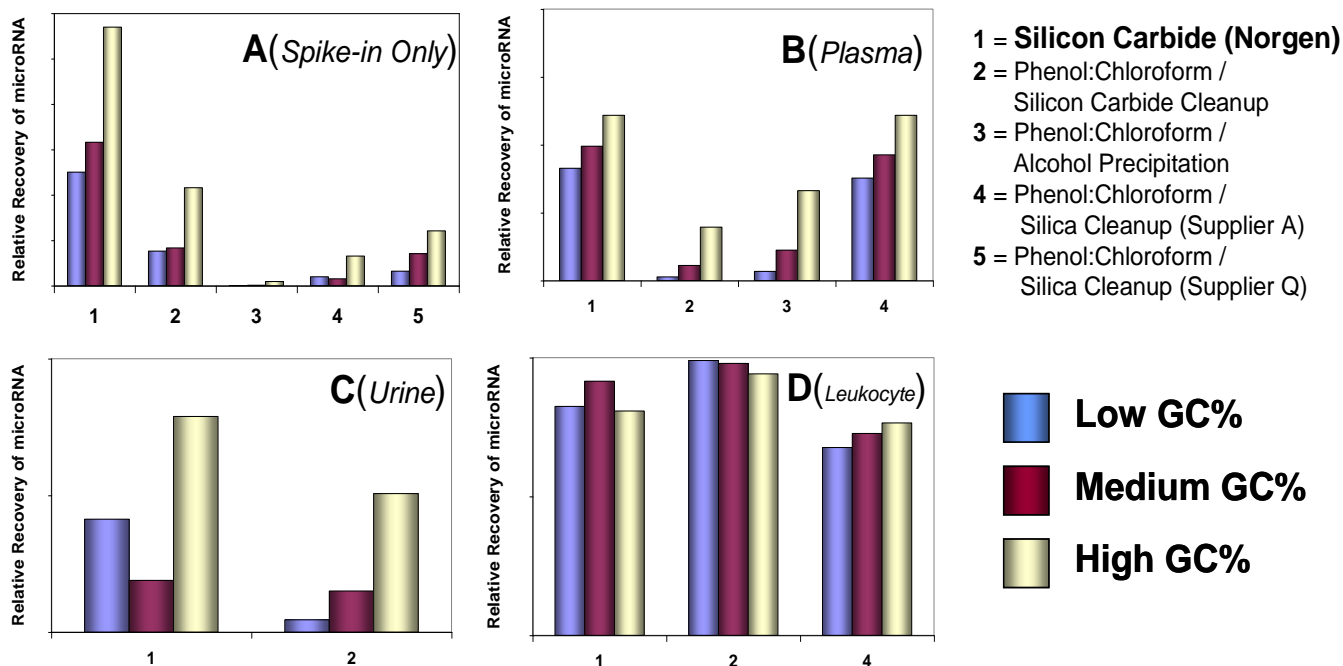 Relative Recovery of microRNA
A(Spike-in Only)
1 2 3 4 5
Relative Recovery of microRNA
B(Plasma)
1 2 3 4
1 = Silicon Carbide (Norgen)
2 = Phenol:Chloroform /
Silicon Carbide Cleanup
3 = Phenol:Chloroform /
Alcohol Precipitation
4 = Phenol:Chloroform /
Silica Cleanup (Supplier A)
5 = Phenol:Chloroform /
Silica Cleanup (Supplier Q)
Relative Recovery of microRNA
C(Urine)
1 2
Relative Recovery of microRNA
D(Leukocyte)
1 2 4
Low GC%
Medium GC%
High GC%